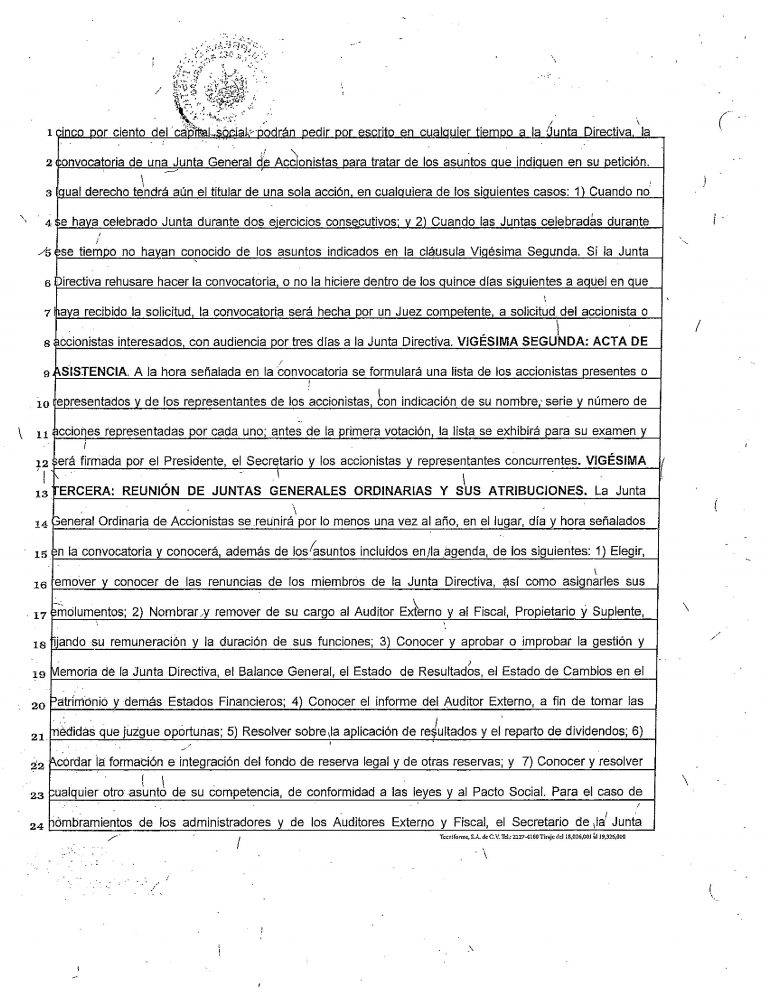 1 cinco por ciento del capital social podrán pedir por escrito en cualquier tiempo a la Junta Directiva, la
2 convocatoria de una Junta General de Accionistas para tratar de los asuntos que indiquen en su petición.
3 Igual derecho tendrá aún el titular de una sola acción, en cualquiera de los siguientes casos: 1) Cuando no
4 se haya celebrado Junta durante dos ejercicios consecutivos; y 2) Cuando las Juntas celebradas durante
5 ese tiempo no hayan conocido de los asuntos indicados en la cláusula Vigésima Segunda. Sí la Junta
6 Directiva rehusare hacer la convocatoria, o no la hiciere dentro de los quince días siguientes a aquel en que
7 haya recibido la solicitud, la convocatoria será hecha por un Juez competente, a solicitud del accionista o
8 accionistas interesados, con audiencia por tres días a la Junta Directiva. VIGÉSIMA SEGUNDA: ACTA DE
9 ASISTENCIA. A la hora señalada en la convocatoria se formulará una lista de los accionistas presentes o
10 representados y de los representantes de los accionistas, con indicación de su nombre, serie y número de
11 acciones representadas por cada uno; antes de la primera votación, la lista se exhibirá para su examen y
12 será firmada por el Presidente, el Secretario y los accionistas y representantes concurrentes. VIGÉSIMA
13 TERCERA: REUNIÓN DE JUNTAS GENERALES ORDINARIAS Y SUS ATRIBUCIONES. La Junta
14 General Ordinaria de Accionistas se reunirá por lo menos una vez al año, en el lugar, día y hora señalados
15 en la convocatoria y conocerá, además de los asuntos incluídos en la agenda, de los siguientes: 1) Elegir,
16 remover y conocer de las renuncias de los miembros de la Junta Directiva, así como asignarles sus
17 emolumentos; 2) Nombrar y remover de su cargo al Auditor Externo y al Fiscal, Propietario y Suplente,
18 fijando su remuneración y la duración de sus funciones; 3) Conocer y aprobar o improbar la gestión y
19 Memoria de la Junta Directiva, el Balance General, el Estado de Resultados, el Estado de Cambios en el
20 Patrimonio y demás Estados Financieros; 4) Conocer el informe del Auditor Externo, a fin de tomar las
21 medidas que juzgue oportunas; 5) Resolver sobre la aplicación de resultados y el reparto de dividendos; 6)
22 Acordar la formación e integración del fondo de reserva legal y de otras reservas; y 7) Conocer y resolver
23 cualquier otro asunto de su competencia, de conformidad a las leyes y al Pacto Social. Para el caso de
24 nombramientos de los administradores y de los Auditores Externo y Fiscal, el Secretario de la Junta
Tecniforms, S.A. de C.V. Tel.: 2227-4100 Tiraje del 18,026,001 al 19,326,000